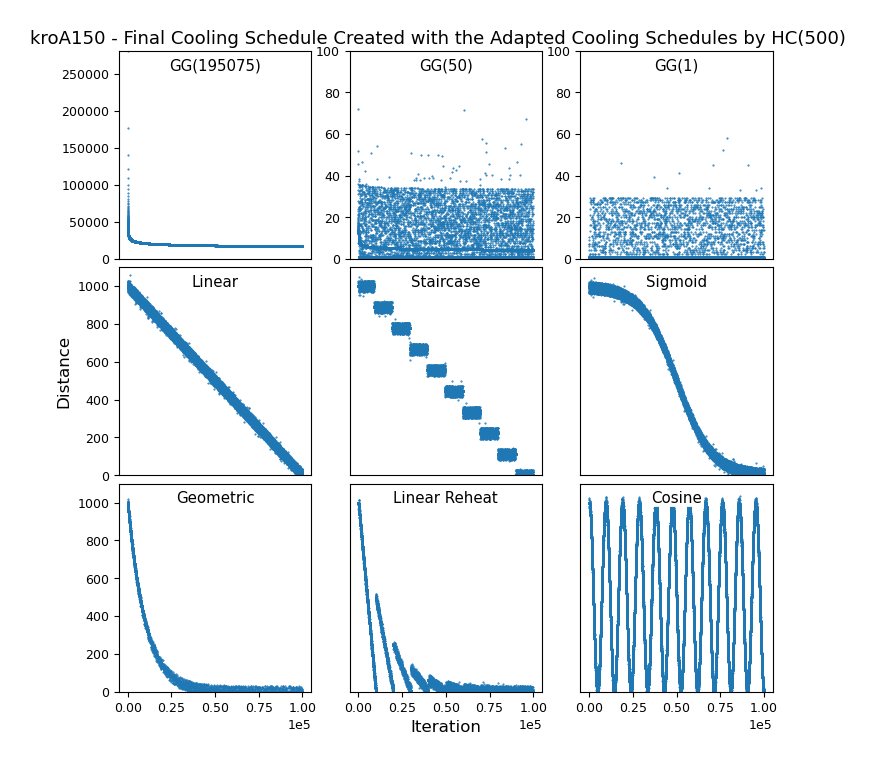 kroA150 - Final Cooling Schedule Created with the Adapted Cooling Schedules by HC(500)
GG(195075)
GG(50)
GG(1)
250000
200000
150000
100000
50000
0
100
80
60
40
20
0
100
80
60
40
20
0
Linear
Staircase
Sigmoid
1000
800
600
400
200
0
Distance
Geometric
Linear Reheat
Cosine
1000
800
600
400
200
0
0.00 0.25 0.50 0.75 1.00
1e5
0.00 0.25 0.50 0.75 1.00
1e5
0.00 0.25 0.50 0.75 1.00
1e5
Iteration